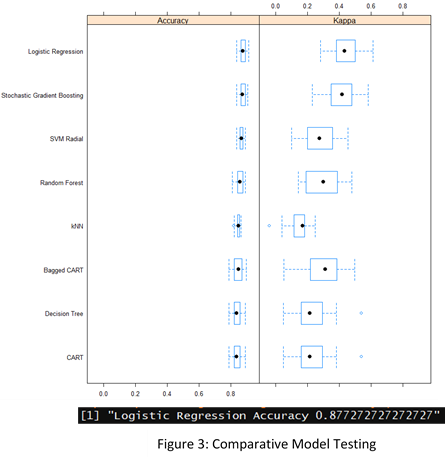 0.0 0.2 0.4 0.6 0.8
Accuracy Kappa
Logistic Regression
Stochastic Gradient Boosting
SVM Radial
Random Forest
kNN
Bagged CART
Decision Tree
CART
0.0 0.2 0.4 0.6 0.8
[1] "Logistic Regression Accuracy 0.877272727272727"
Figure 3: Comparative Model Testing